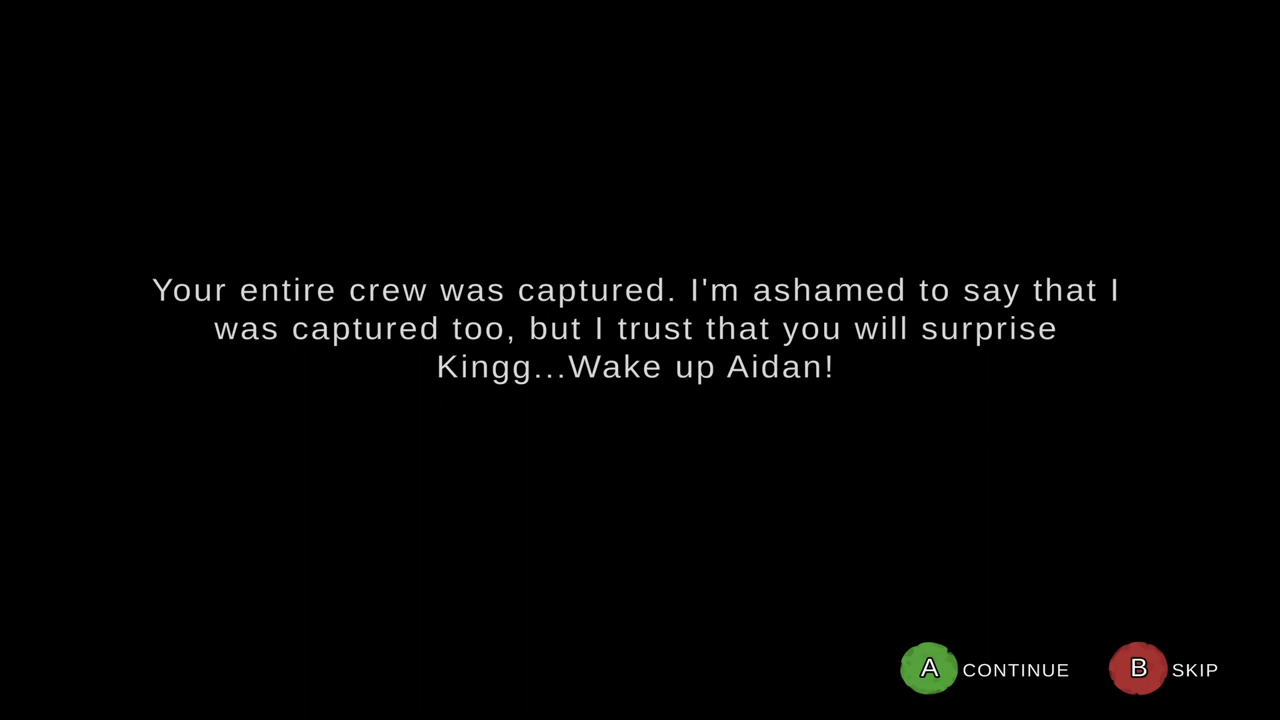 Your entire crew was captured. I'm ashamed to say that I
was captured too, but I trust that you will surprise
Kingg...Wake up Aidan!
A CONTINUE B SKIP